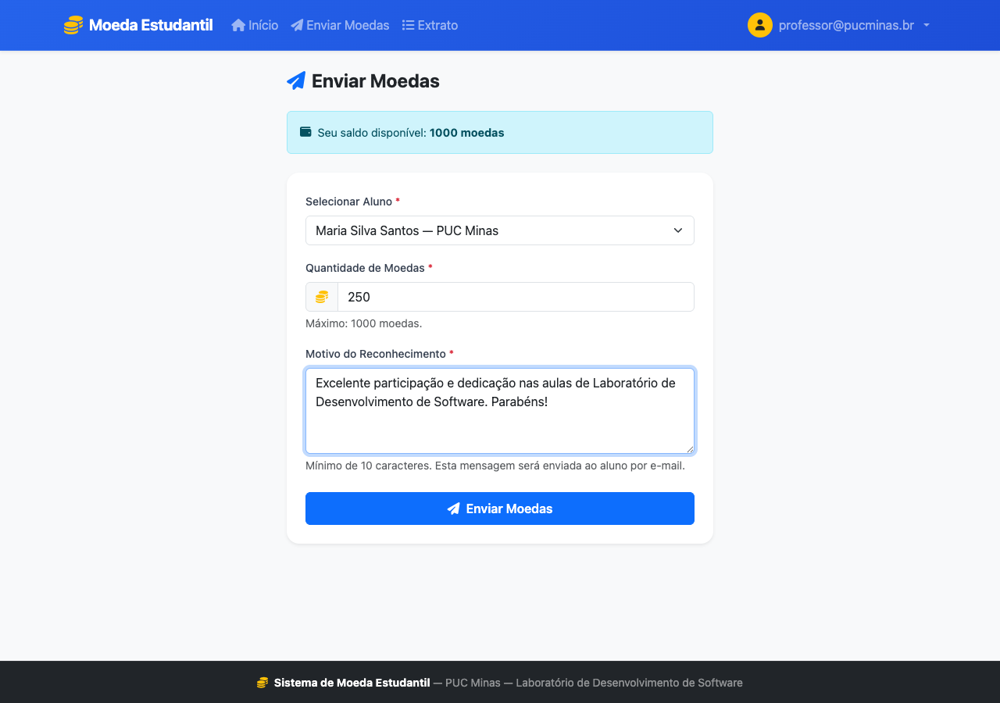 Moeda Estudantil Início Enviar Moedas Extrato professor@pucminas.br
Enviar Moedas
Seu saldo disponível: 1000 moedas
Selecionar Aluno *
Maria Silva Santos — PUC Minas
Quantidade de Moedas *
250
Máximo: 1000 moedas.
Motivo do Reconhecimento *
Excelente participação e dedicação nas aulas de Laboratório de
Desenvolvimento de Software. Parabéns!
Mínimo de 10 caracteres. Esta mensagem será enviada ao aluno por e-mail.
Enviar Moedas
Sistema de Moeda Estudantil — PUC Minas — Laboratório de Desenvolvimento de Software